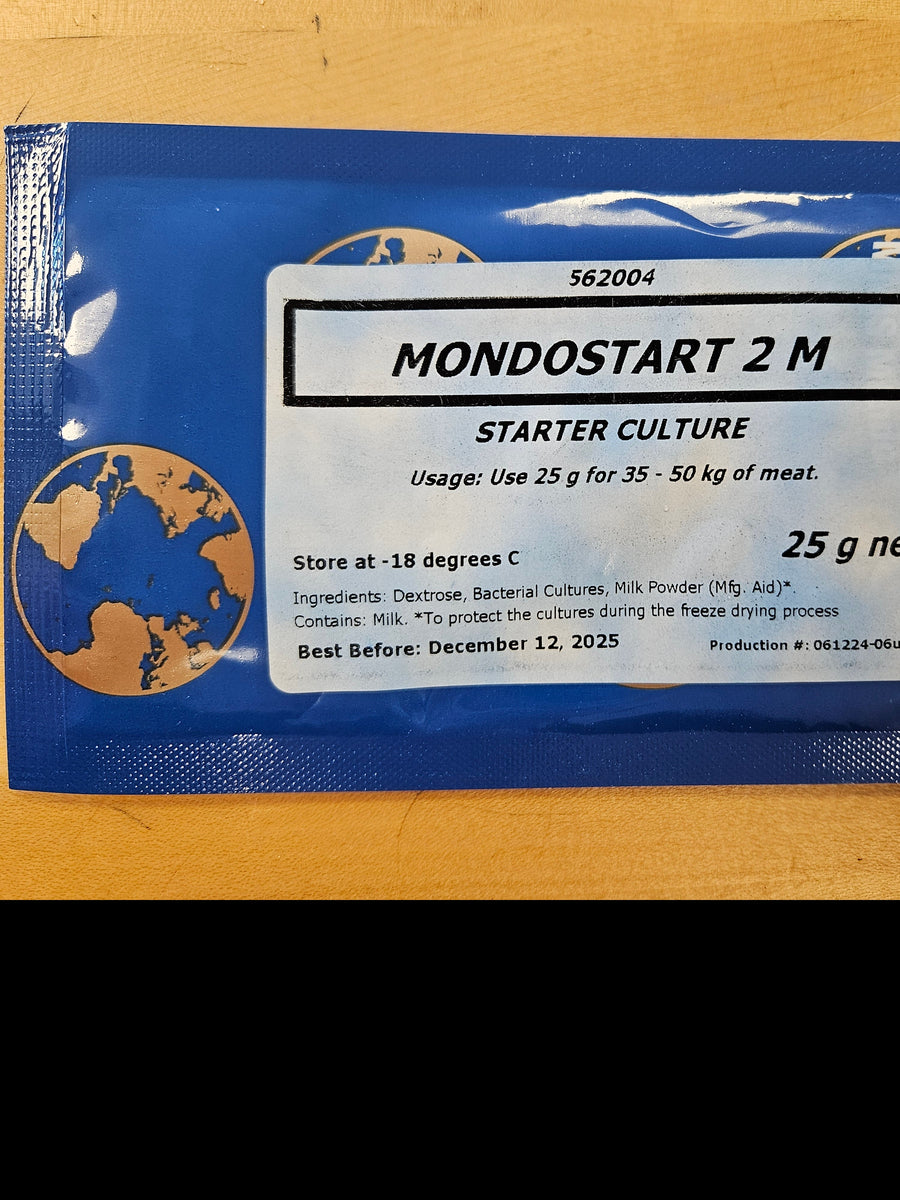 562004
MONDOSTART 2 M
STARTER CULTURE
Usage: Use 25 g for 35 - 50 kg of meat.
25 g
Store at -18 degrees C
Ingredients: Dextrose, Bacterial Cultures, Milk Powder (Mfg. Aid)*.
Contains: Milk. *To protect the cultures during the freeze drying process
Best Before: December 12, 2025
Production #: 061224-06u